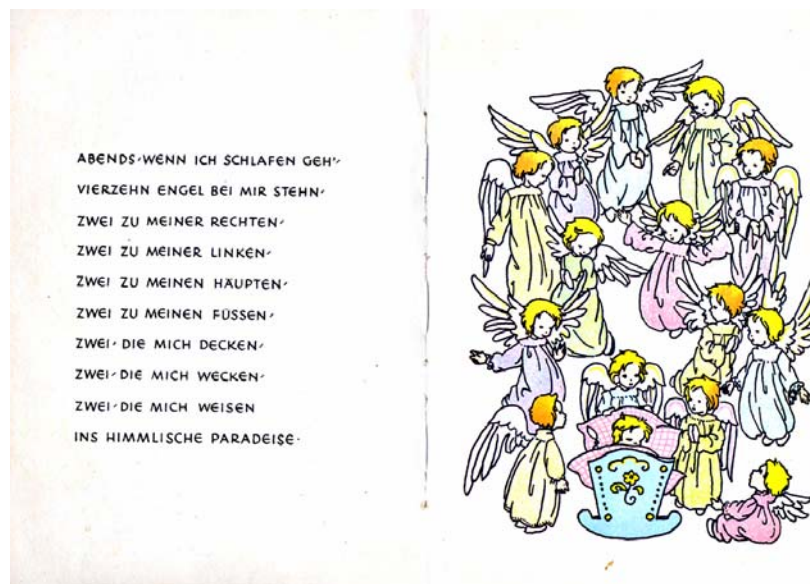 ABENDS, WENN ICH SCHLAFEN GEH',
VIERZEHN ENGEL BEI MIR STEHN,
ZWEI ZU MEINER RECHTEN,
ZWEI ZU MEINER LINKEN,
ZWEI ZU MEINEN HÄUPTEN,
ZWEI ZU MEINEN FÜSSEN,
ZWEI, DIE MICH DECKEN,
ZWEI, DIE MICH WECKEN,
ZWEI, DIE MICH WEISEN
INS HIMMLISCHE PARADEISE.